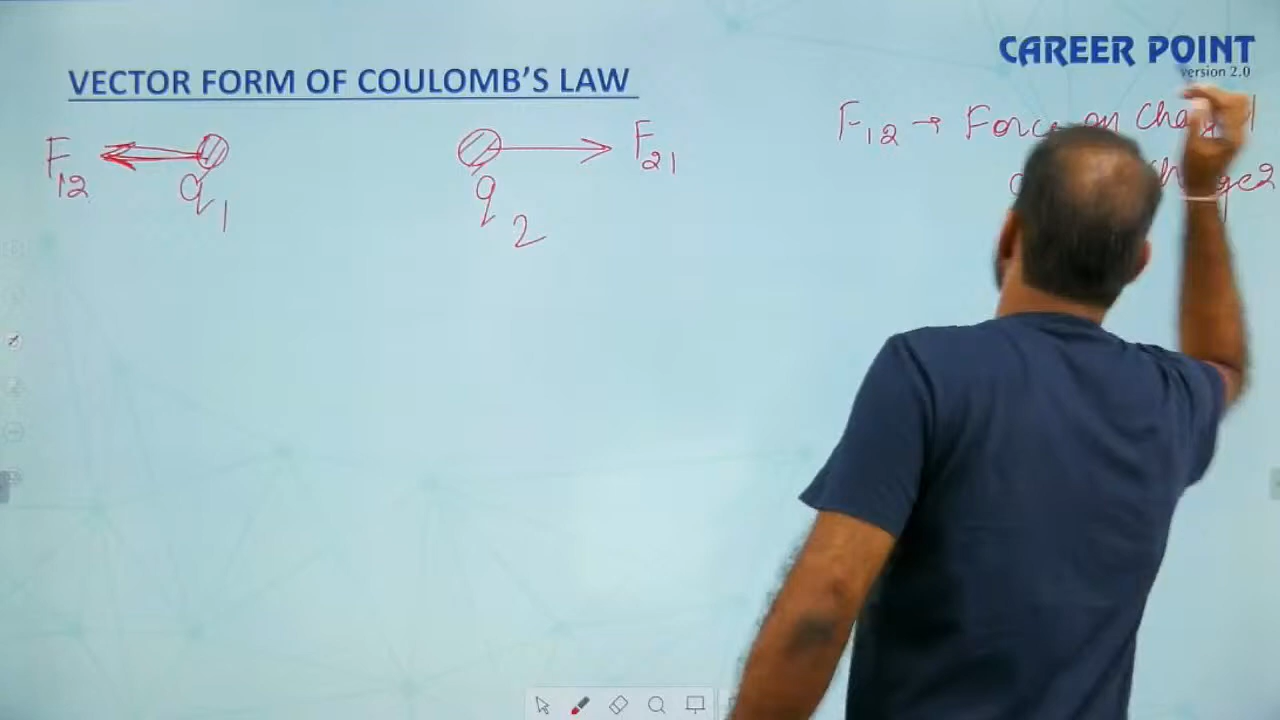 CAREER POINT
version 2.0
VECTOR FORM OF COULOMB'S LAW
F12 q1 q2 F21
F12 → Force on